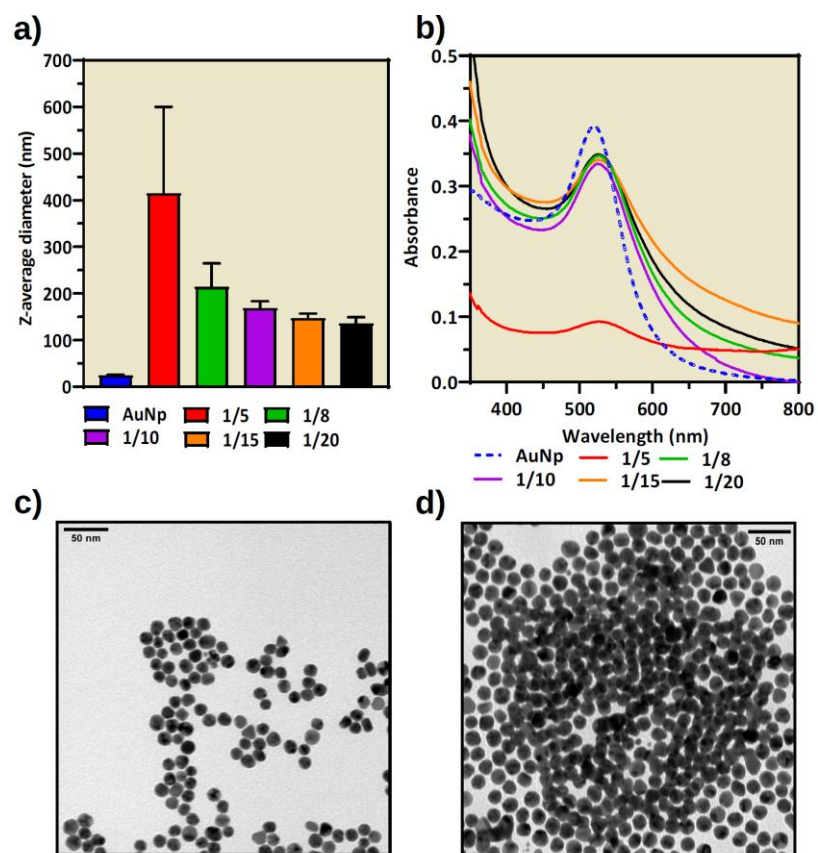 a)
700
600
500
400
300
200
100
0
Z-average diameter (nm)
AuNp 1/5 1/8
1/10 1/15 1/20
b)
0.5
0.4
0.3
0.2
0.1
0.0
Absorbance
400 500 600 700 800
Wavelength (nm)
AuNp 1/5 1/8
1/10 1/15 1/20
c)
50 nm
d)
50 nm